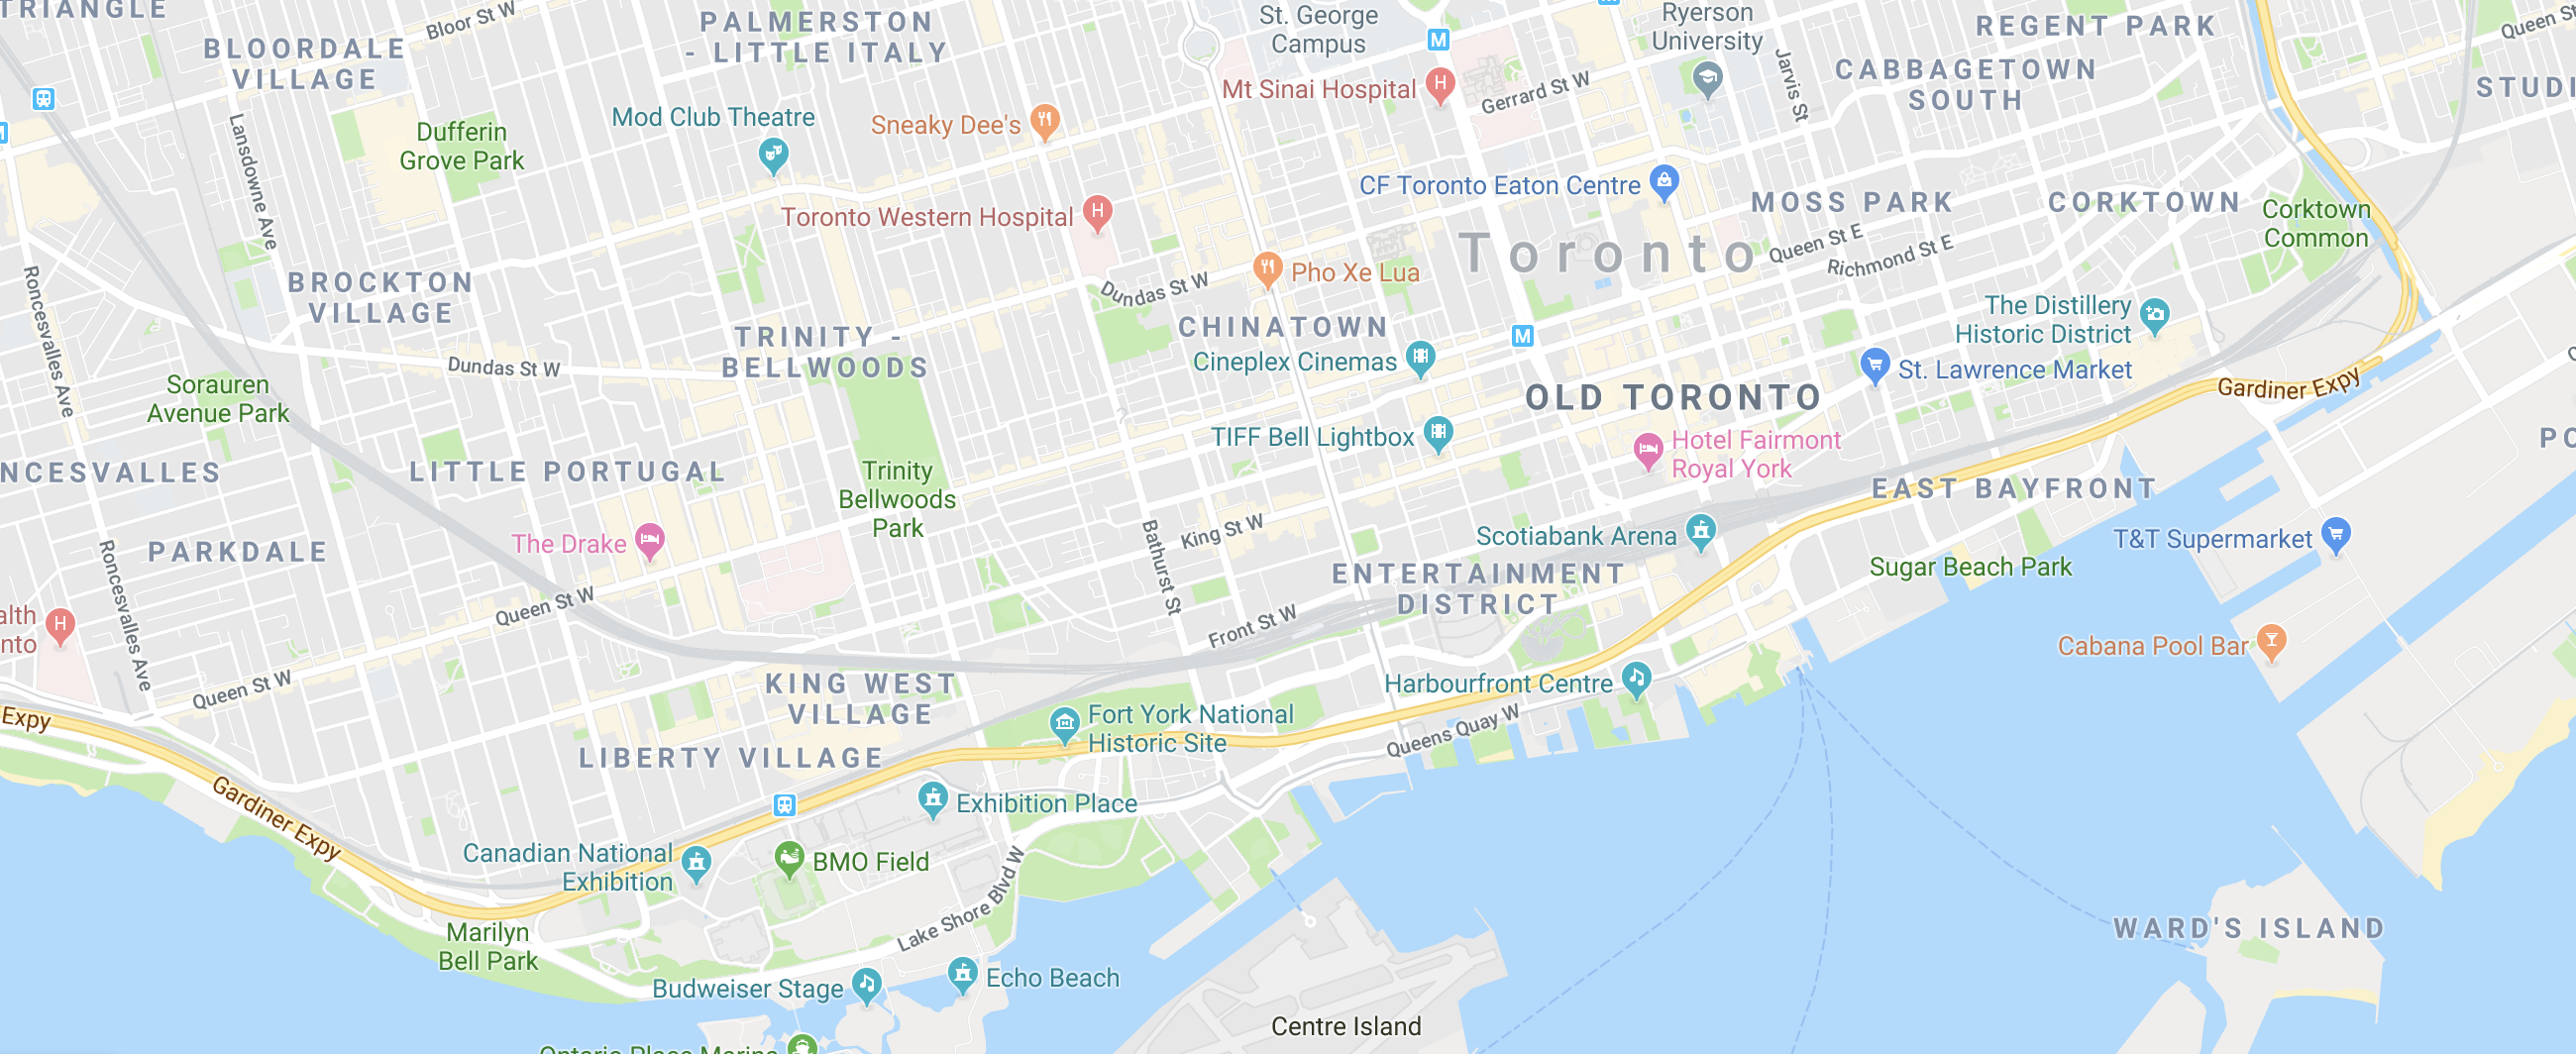 TRIANGLE
Bloor St W
PALMERSTON
- LITTLE ITALY
St. George
Campus
M
Ryerson
University
Jarvis St
REGENT PARK
Queen St
BLOORDALE
VILLAGE
CABBAGETOWN
SOUTH
STUDI
Mt Sinai Hospital
H
Gerrard St W
Mod Club Theatre
Sneaky Dee's
Dufferin
Grove Park
Lansdowne Ave
CF Toronto Eaton Centre
MOSS PARK
CORKTOWN
Corktown
Common
Toronto Western Hospital
H
Toronto
Queen St E
Richmond St E
Pho Xe Lua
Dundas St W
BROCKTON
VILLAGE
Roncesvalles Ave
The Distillery
Historic District
CHINATOWN
M
TRINITY -
BELLWOODS
Cineplex Cinemas
Dundas St W
St. Lawrence Market
Sorauren
Avenue Park
OLD TORONTO
Gardiner Expy
TIFF Bell Lightbox
Hotel Fairmont
Royal York
PO
NCESVALLES
LITTLE PORTUGAL
Trinity
Bellwoods
Park
EAST BAYFRONT
King St W
Scotiabank Arena
T&T Supermarket
The Drake
PARKDALE
Roncesvalles Ave
Bathurst St
Sugar Beach Park
ENTERTAINMENT
DISTRICT
Queen St W
Front St W
alth
nto
H
Cabana Pool Bar
Queen St W
KING WEST
VILLAGE
Harbourfront Centre
Expy
Fort York National
Historic Site
Queens Quay W
LIBERTY VILLAGE
Gardiner Expy
Exhibition Place
Canadian National
Exhibition
BMO Field
Lake Shore Blvd W
WARD'S ISLAND
Marilyn
Bell Park
Budweiser Stage
Echo Beach
Centre Island
Ontario Place Marina